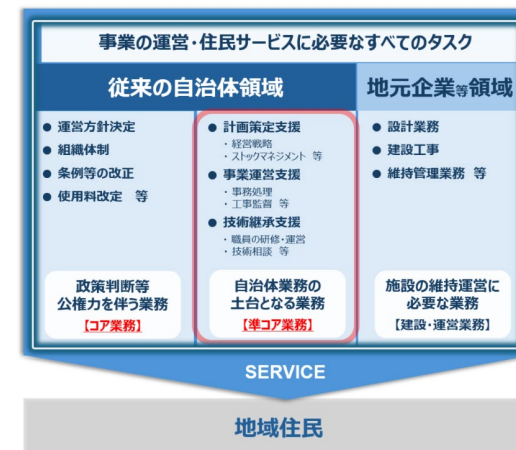 事業の運営・住民サービスに必要なすべてのタスク
従来の自治体領域
地元企業等領域
● 運営方針決定
● 組織体制
● 条例等の改正
● 使用料改定 等
政策判断等
公権力を伴う業務
【コア業務】
● 計画策定支援
・経営戦略
・ストックマネジメント 等
● 事業運営支援
・事務処理
・工事監督 等
● 技術継承支援
・職員の研修・運営
・技術相談 等
自治体業務の
土台となる業務
【準コア業務】
● 設計業務
● 建設工事
● 維持管理業務 等
施設の維持運営に
必要な業務
【建設・運営業務】
SERVICE
地域住民